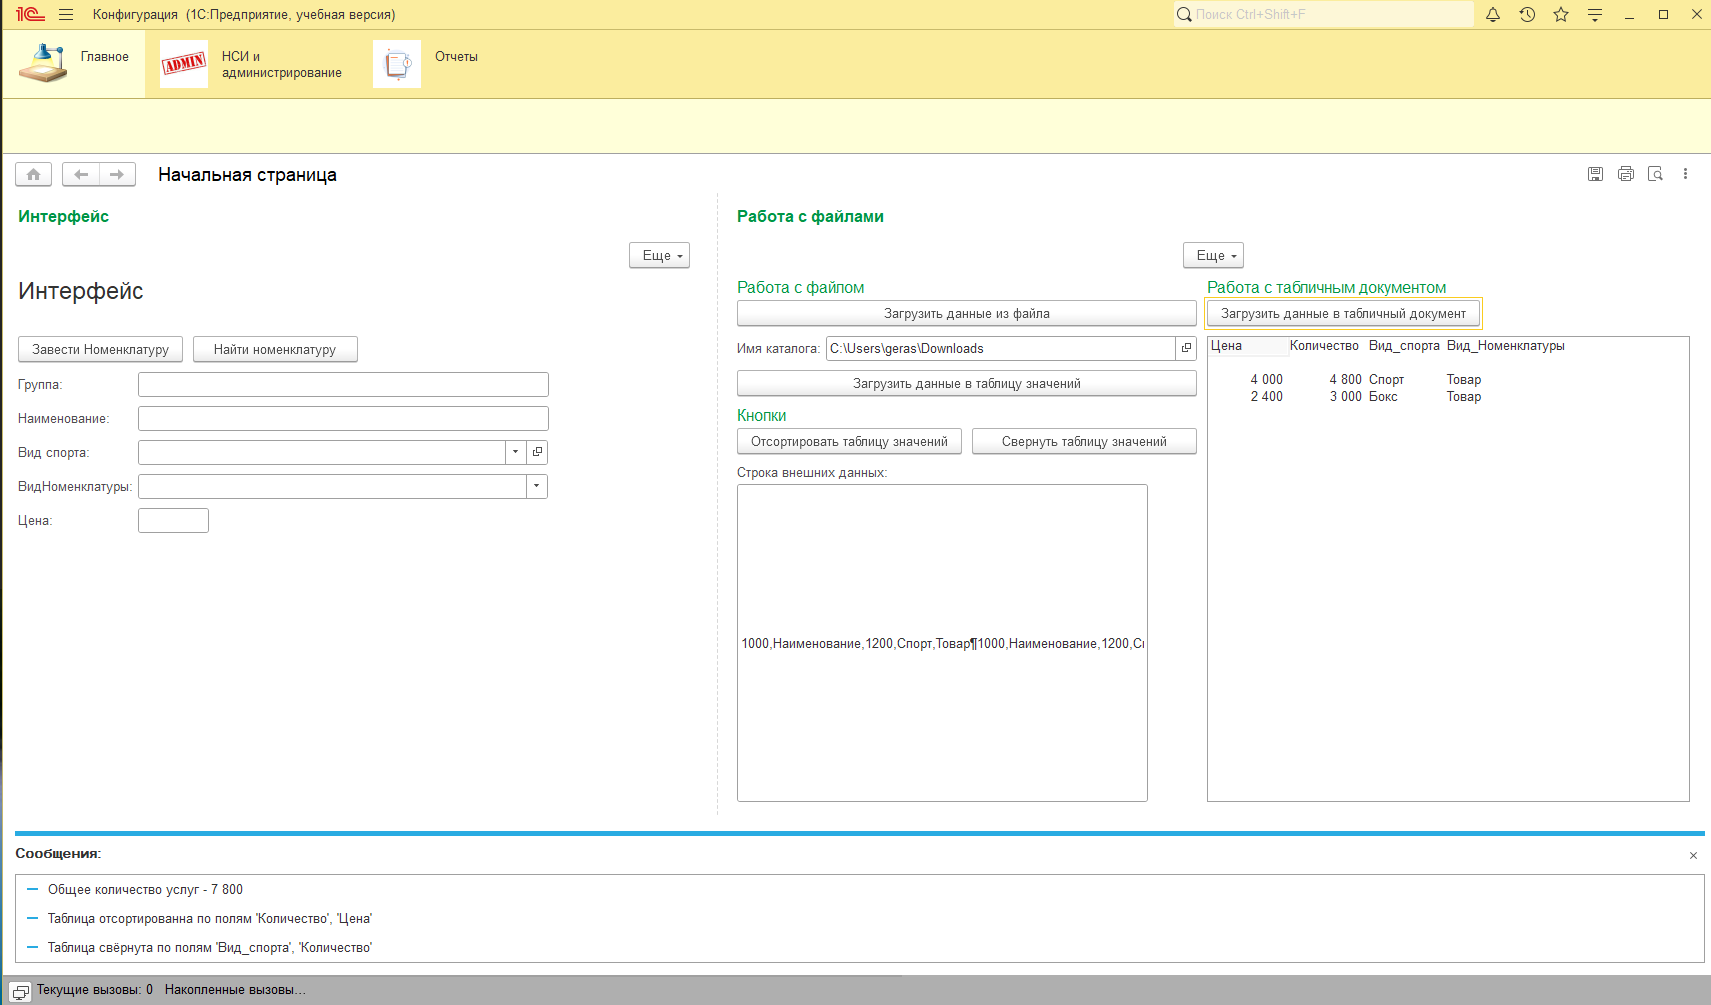 1С Конфигурация (1С:Предприятие, учебная версия) Поиск Ctrl+Shift+F
Главное
ADMIN
НСИ и
администрирование
Отчеты
Начальная страница
Интерфейс
Еще
Интерфейс
Завести Номенклатуру Найти номенклатуру
Группа:
Наименование:
Вид спорта:
ВидНоменклатуры:
Цена:
Работа с файлами
Еще
Работа с файлом
Загрузить данные из файла
Имя каталога: C:\Users\geras\Downloads
Загрузить данные в таблицу значений
Кнопки
Отсортировать таблицу значений Свернуть таблицу значений
Строка внешних данных:
1000,Наименование,1200,Спорт,Товар¶1000,Наименование,1200,Сп
Работа с табличным документом
Загрузить данные в табличный документ
Цена Количество Вид_спорта Вид_Номенклатуры
4 000 4 800 Спорт Товар
2 400 3 000 Бокс Товар
Сообщения:
Общее количество услуг - 7 800
Таблица отсортированна по полям 'Количество', 'Цена'
Таблица свёрнута по полям 'Вид_спорта', 'Количество'
Текущие вызовы: 0 Накопленные вызовы...